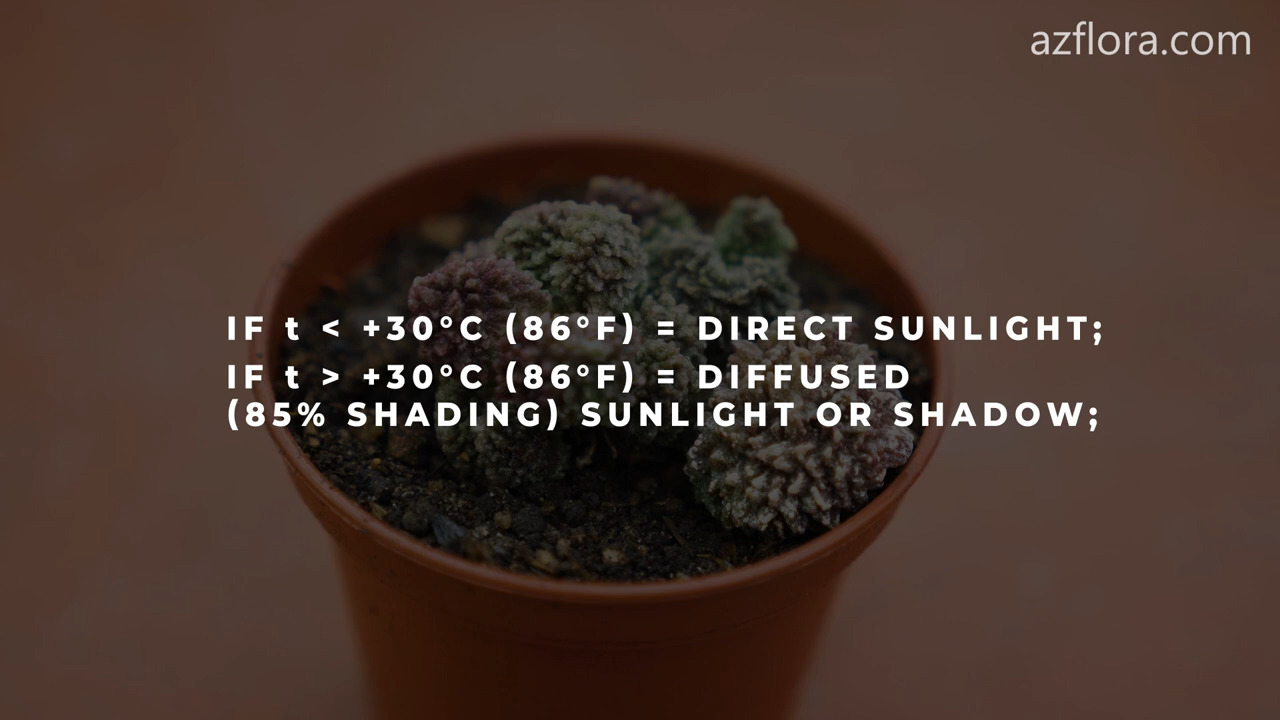 azflora.com
IF t < +30°C (86°F) = DIRECT SUNLIGHT;
IF t > +30°C (86°F) = DIFFUSED
(85% SHADING) SUNLIGHT OR SHADOW;